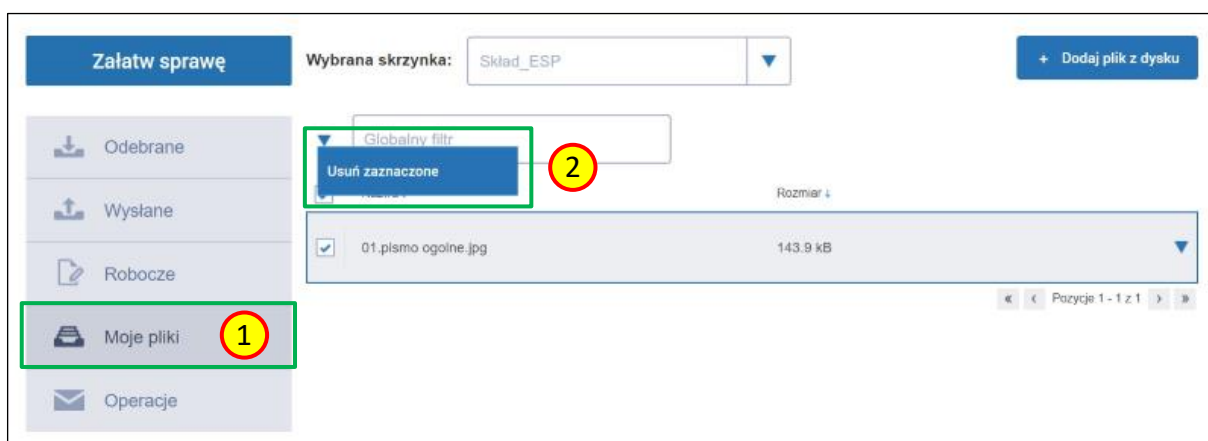 Załatw sprawę
Wybrana skrzynka:
Skład_ESP
+ Dodaj plik z dysku
Odebrane
Globalny filtr
Usuń zaznaczone
2
Wysłane
Rozmiar
01.pismo ogolne.jpg
143.9 kB
Robocze
« ‹ Pozycje 1 - 1 z 1 › »
Moje pliki
1
Operacje